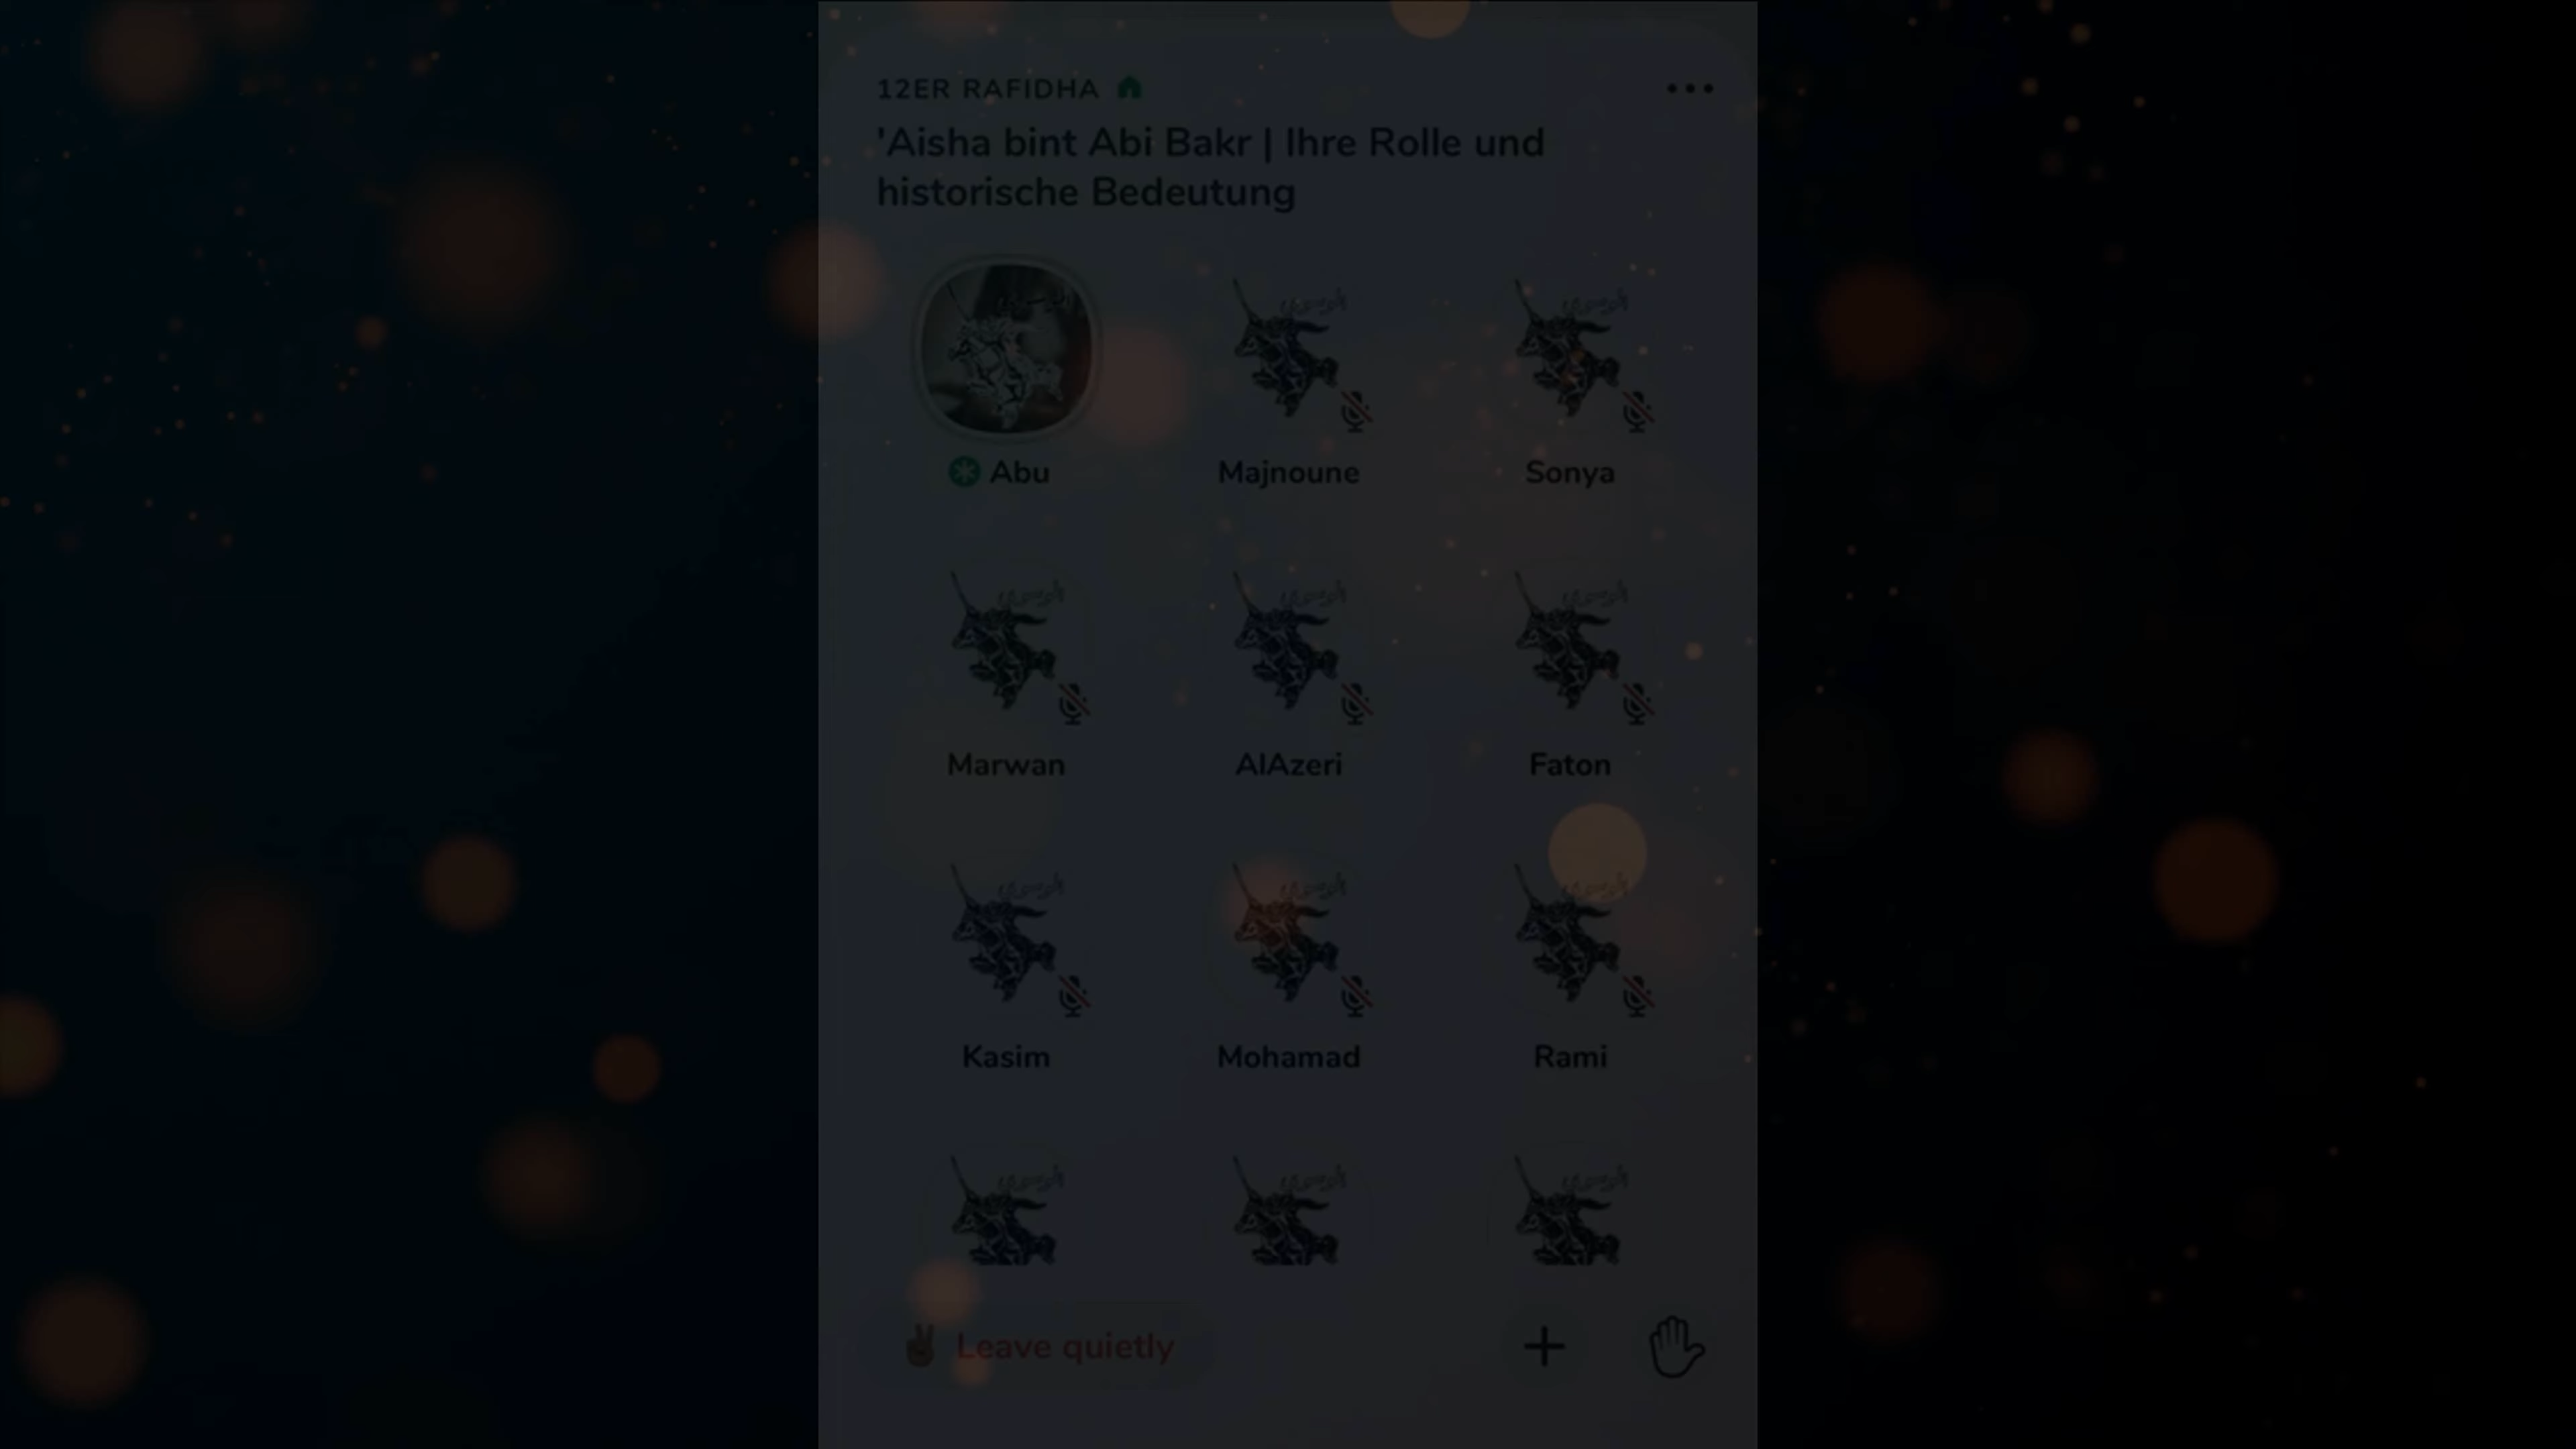 12ER RAFIDHA
'Aisha bint Abi Bakr | Ihre Rolle und
historische Bedeutung
Abu
Majnoune
Sonya
Marwan
AlAzeri
Faton
Kasim
Mohamad
Rami
Leave quietly